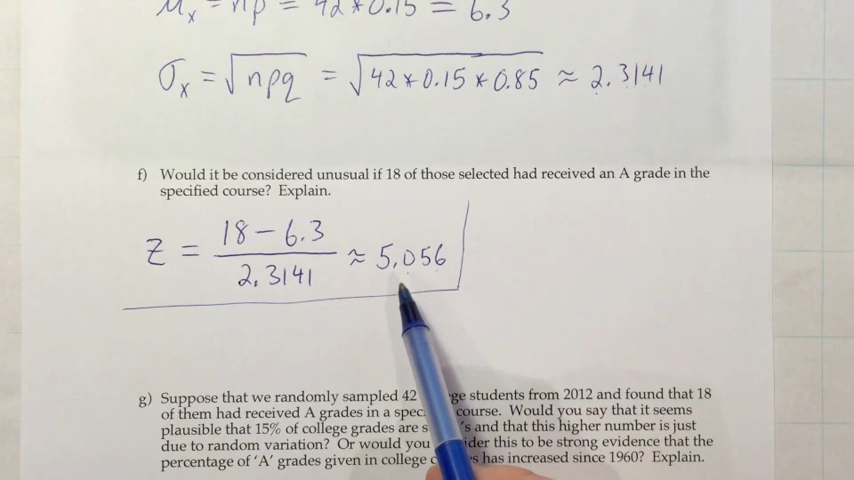 μₓ = np = 42*0.15 = 6.3
σₓ = √npq = √42*0.15*0.85 ≈ 2.3141
f) Would it be considered unusual if 18 of those selected had received an A grade in the
specified course? Explain.
Z = (18 - 6.3)/2.3141 ≈ 5.056
g) Suppose that we randomly sampled 42 ge students from 2012 and found that 18
of them had received A grades in a spec course. Would you say that it seems
plausible that 15% of college grades are 's and that this higher number is just
due to random variation? Or would you ider this to be strong evidence that the
percentage of 'A' grades given in college c s has increased since 1960? Explain.